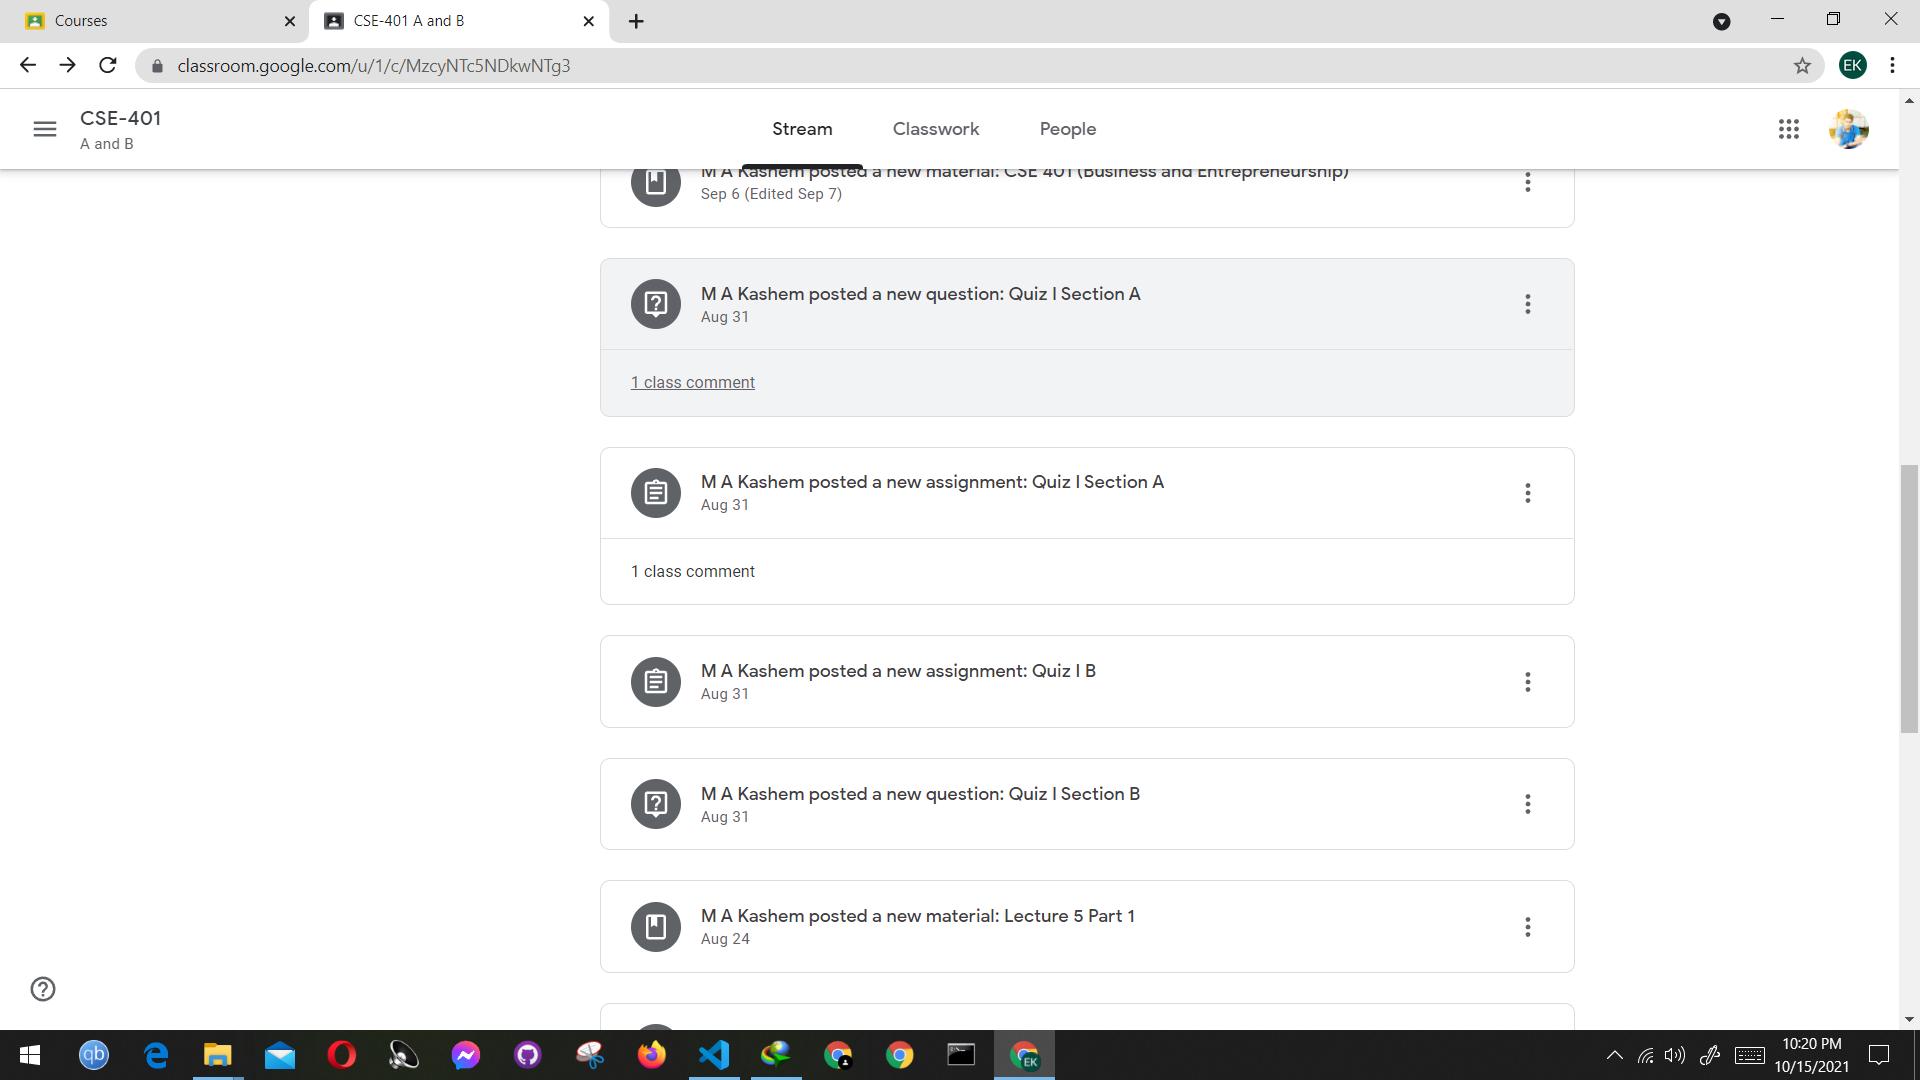 Courses
CSE-401 A and B
classroom.google.com/u/1/c/MzcyNTc5NDkwNTg3
EK
CSE-401
A and B
Stream
Classwork
People
M A Kashem posted a new material: CSE 401 (Business and Entrepreneurship)
Sep 6 (Edited Sep 7)
M A Kashem posted a new question: Quiz I Section A
Aug 31
1 class comment
M A Kashem posted a new assignment: Quiz I Section A
Aug 31
1 class comment
M A Kashem posted a new assignment: Quiz I B
Aug 31
M A Kashem posted a new question: Quiz I Section B
Aug 31
M A Kashem posted a new material: Lecture 5 Part 1
Aug 24
qb
EK
10:20 PM
10/15/2021